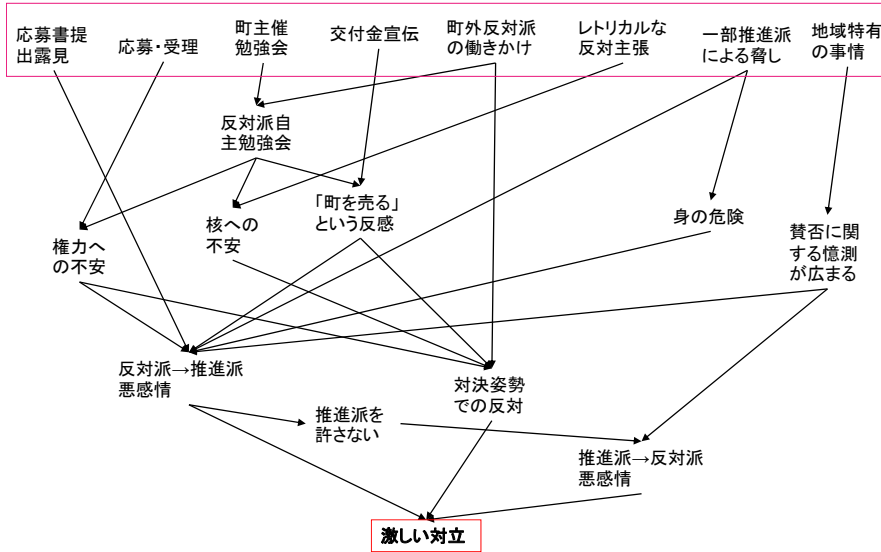 応募書提
出露見
応募・受理
町主催
勉強会
交付金宣伝
町外反対派
の働きかけ
レトリカルな
反対主張
一部推進派
による脅し
地域特有
の事情
反対派自
主勉強会
権力へ
の不安
核への
不安
「町を売る」
という反感
身の危険
賛否に関
する憶測
が広まる
反対派→推進派
悪感情
推進派を
許さない
対決姿勢
での反対
推進派→反対派
悪感情
激しい対立